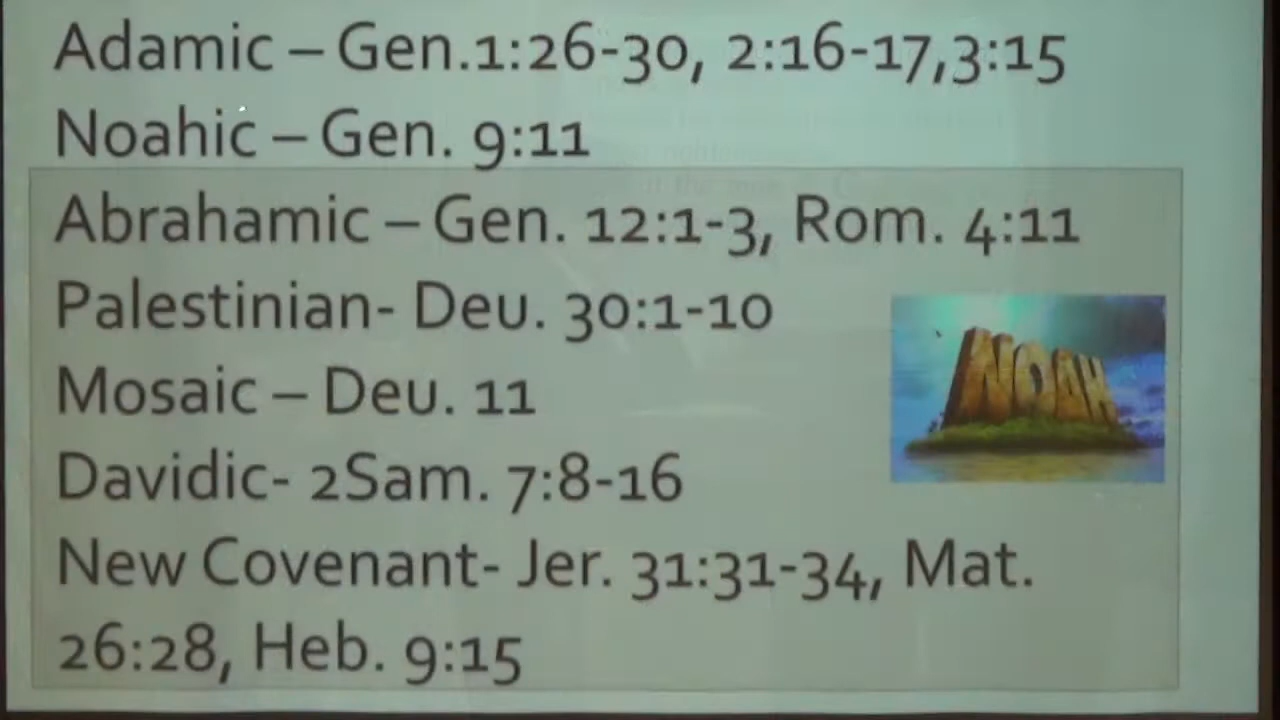 Adamic – Gen.1:26-30, 2:16-17,3:15
Noahic – Gen. 9:11
Abrahamic – Gen. 12:1-3, Rom. 4:11
Palestinian- Deu. 30:1-10
NOAH
Mosaic – Deu. 11
Davidic- 2Sam. 7:8-16
New Covenant- Jer. 31:31-34, Mat.
26:28, Heb. 9:15